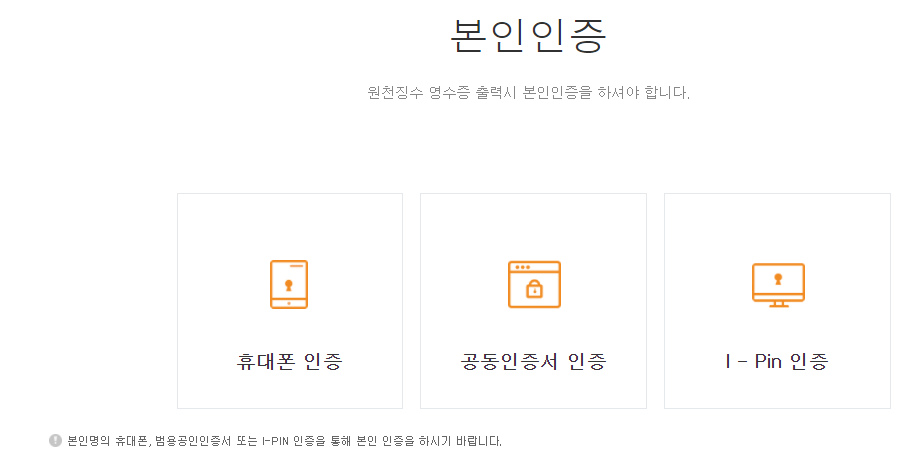 본인인증
원천징수 영수증 출력시 본인인증을 하셔야 합니다.
휴대폰 인증
공동인증서 인증
I - Pin 인증
본인명의 휴대폰, 범용공인인증서 또는 I-PIN 인증을 통해 본인 인증을 하시기 바랍니다.